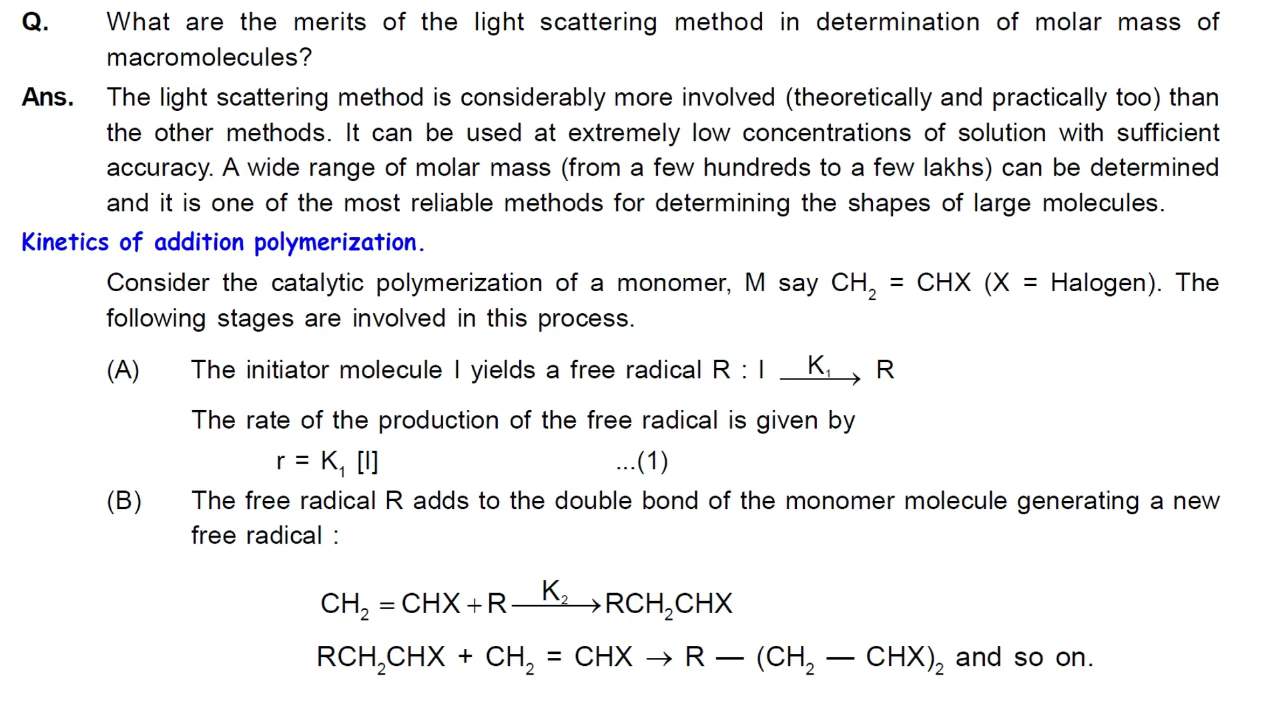 Q. What are the merits of the light scattering method in determination of molar mass of
macromolecules?
Ans. The light scattering method is considerably more involved (theoretically and practically too) than
the other methods. It can be used at extremely low concentrations of solution with sufficient
accuracy. A wide range of molar mass (from a few hundreds to a few lakhs) can be determined
and it is one of the most reliable methods for determining the shapes of large molecules.
Kinetics of addition polymerization.
Consider the catalytic polymerization of a monomer, M say CH₂ = CHX (X = Halogen). The
following stages are involved in this process.
(A) The initiator molecule I yields a free radical R : I —K₁→ R
The rate of the production of the free radical is given by
r = K₁ [I] ...(1)
(B) The free radical R adds to the double bond of the monomer molecule generating a new
free radical :
CH₂ = CHX + R —K₂→ RCH₂CHX
RCH₂CHX + CH₂ = CHX → R — (CH₂ — CHX)₂ and so on.